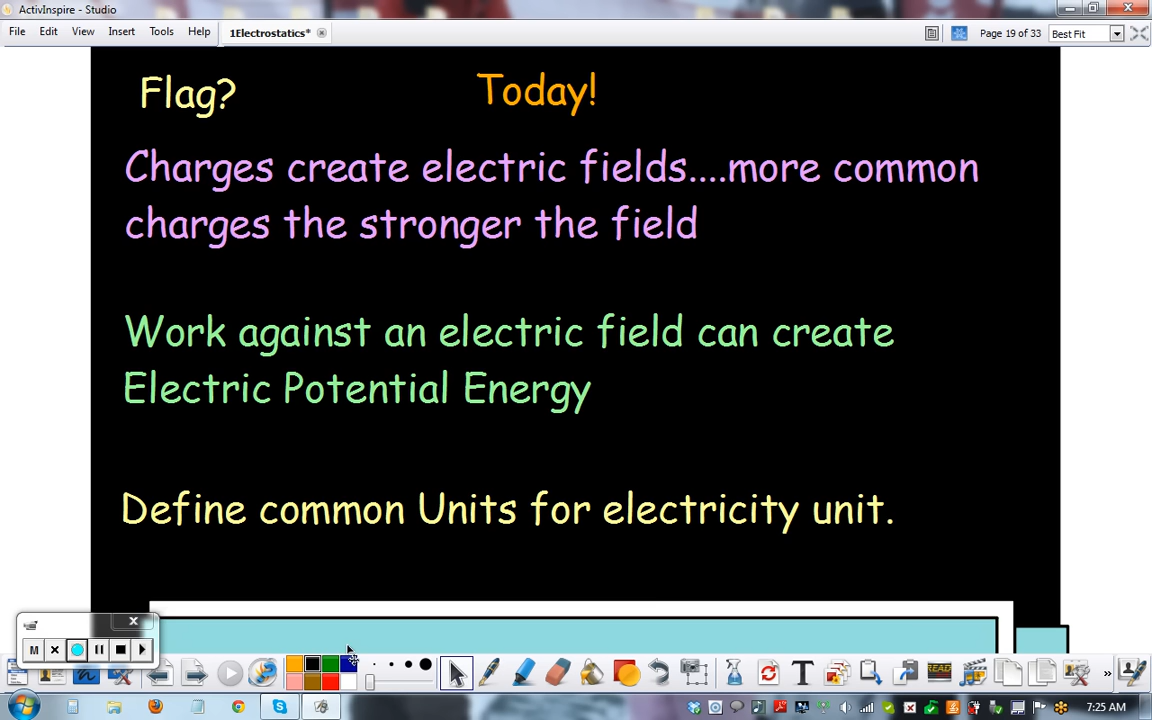 ActivInspire - Studio
File Edit View Insert Tools Help 1Electrostatics* Page 19 of 33 Best Fit
Flag? Today!
Charges create electric fields....more common
charges the stronger the field
Work against an electric field can create
Electric Potential Energy
Define common Units for electricity unit.
M
T READ »
7:25 AM